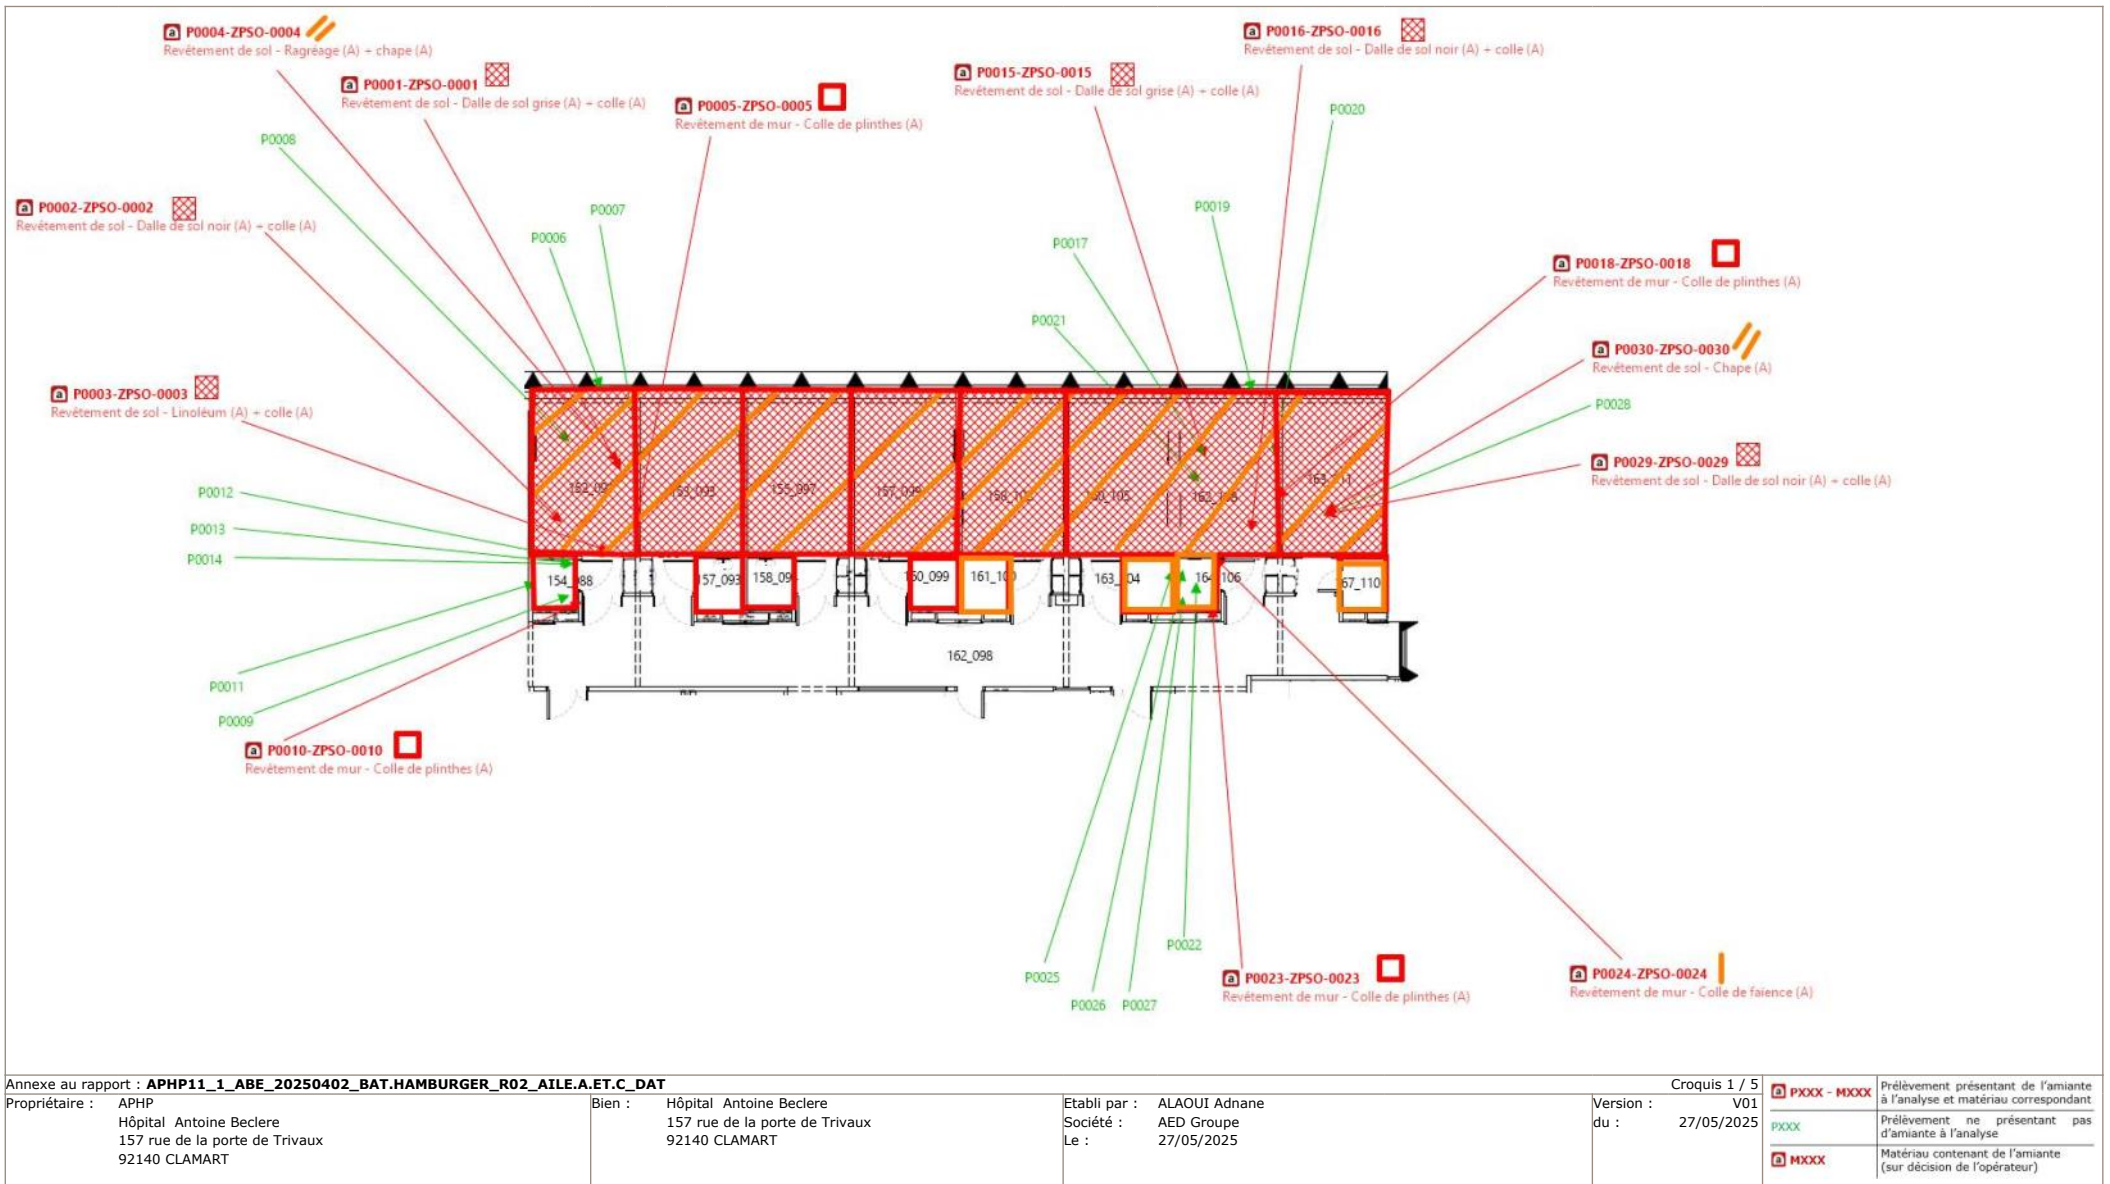 a P0004-ZPSO-0004
Revêtement de sol - Ragréage (A) + chape (A)
a P0001-ZPSO-0001
Revêtement de sol - Dalle de sol grise (A) + colle (A)
a P0005-ZPSO-0005
Revêtement de mur - Colle de plinthes (A)
a P0015-ZPSO-0015
Revêtement de sol - Dalle de sol grise (A) + colle (A)
a P0016-ZPSO-0016
Revêtement de sol - Dalle de sol noir (A) + colle (A)
P0020
P0008
a P0002-ZPSO-0002
Revêtement de sol - Dalle de sol noir (A) + colle (A)
P0007
P0006
P0019
P0017
P0021
a P0018-ZPSO-0018
Revêtement de mur - Colle de plinthes (A)
a P0030-ZPSO-0030
Revêtement de sol - Chape (A)
P0028
a P0003-ZPSO-0003
Revêtement de sol - Linoléum (A) + colle (A)
a P0029-ZPSO-0029
Revêtement de sol - Dalle de sol noir (A) + colle (A)
153_093
155_097
157_099
P0012
P0013
P0014
158_09
161_10
162_098
P0011
P0009
a P0010-ZPSO-0010
Revêtement de mur - Colle de plinthes (A)
P0022
P0025
P0026
P0027
a P0023-ZPSO-0023
Revêtement de mur - Colle de plinthes (A)
a P0024-ZPSO-0024
Revêtement de mur - Colle de faïence (A)
Annexe au rapport : APHP11_1_ABE_20250402_BAT.HAMBURGER_R02_AILE.A.ET.C_DAT
Croquis 1 / 5
Propriétaire : APHP
Hôpital Antoine Beclere
157 rue de la porte de Trivaux
92140 CLAMART
Bien : Hôpital Antoine Beclere
157 rue de la porte de Trivaux
92140 CLAMART
Etabli par : ALAOUI Adnane
Société : AED Groupe
Le : 27/05/2025
Version : V01
du : 27/05/2025
a PXXX - MXXX Prélèvement présentant de l'amiante
à l'analyse et matériau correspondant
PXXX Prélèvement ne présentant pas
d'amiante à l'analyse
a MXXX Matériau contenant de l'amiante
(sur décision de l'opérateur)